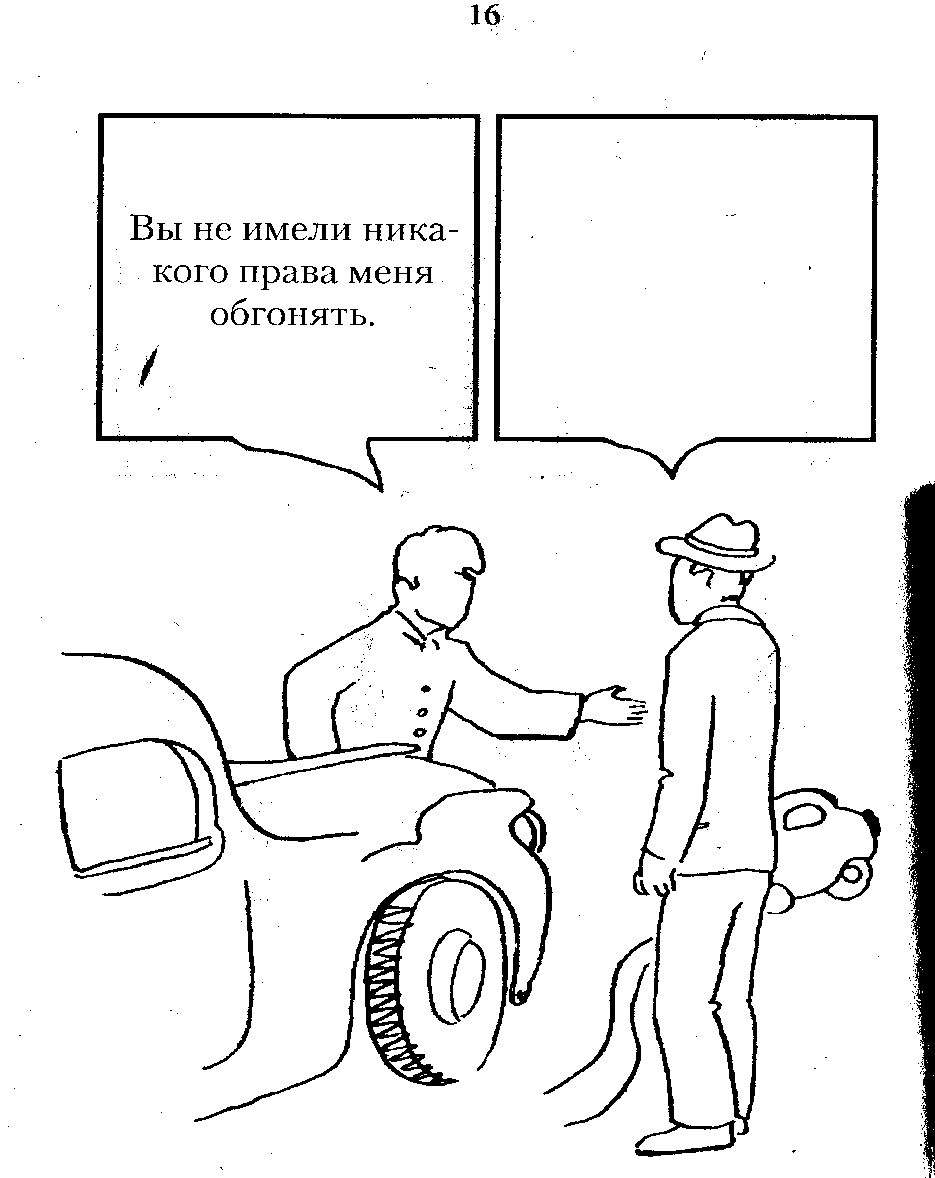 16
Вы не имели ника-
кого права меня
обгонять.